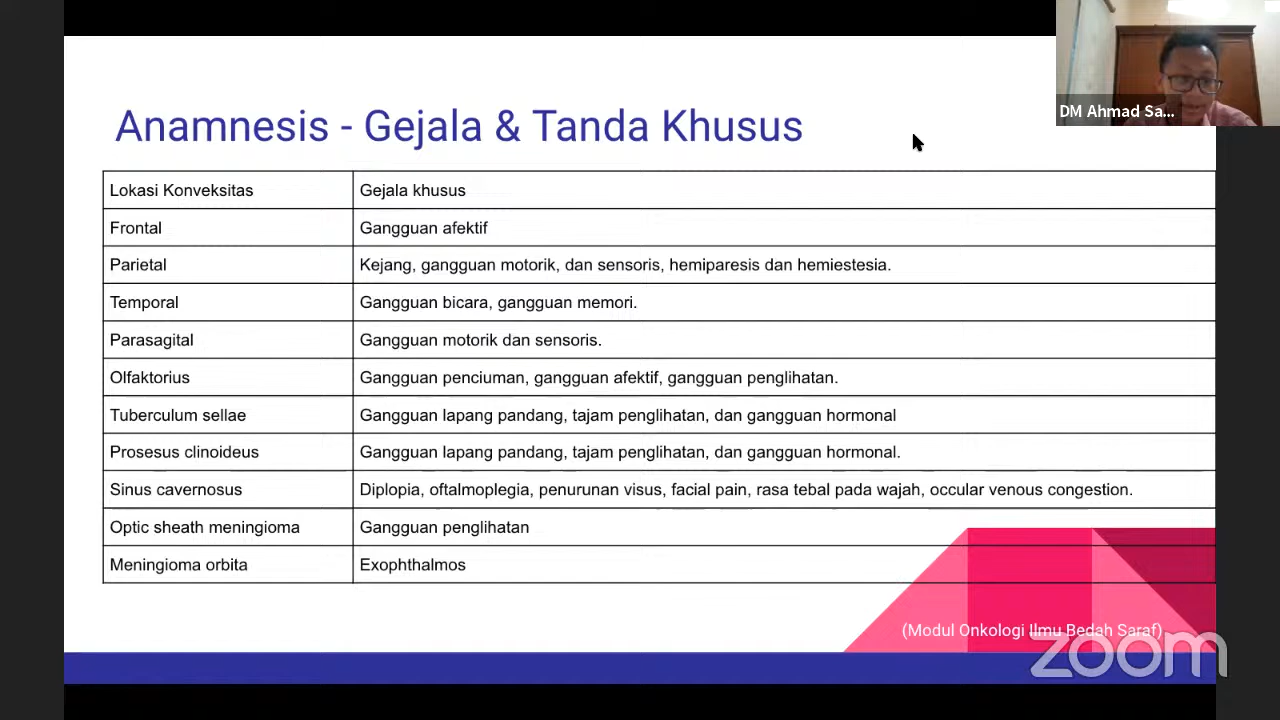 DM Ahmad Sa...
Anamnesis - Gejala & Tanda Khusus
Lokasi Konveksitas Gejala khusus
Frontal Gangguan afektif
Parietal Kejang, gangguan motorik, dan sensoris, hemiparesis dan hemiestesia.
Temporal Gangguan bicara, gangguan memori.
Parasagital Gangguan motorik dan sensoris.
Olfaktorius Gangguan penciuman, gangguan afektif, gangguan penglihatan.
Tuberculum sellae Gangguan lapang pandang, tajam penglihatan, dan gangguan hormonal
Prosesus clinoideus Gangguan lapang pandang, tajam penglihatan, dan gangguan hormonal.
Sinus cavernosus Diplopia, oftalmoplegia, penurunan visus, facial pain, rasa tebal pada wajah, occular venous congestion.
Optic sheath meningioma Gangguan penglihatan
Meningioma orbita Exophthalmos
(Modul Onkologi Ilmu Bedah Saraf)
zoom